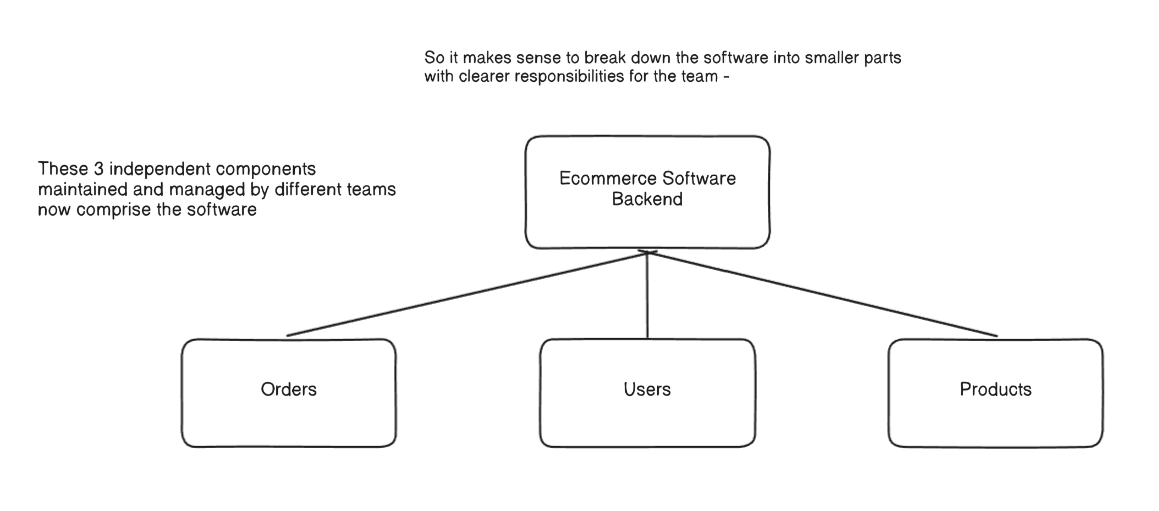 So it makes sense to break down the software into smaller parts
with clearer responsibilities for the team -
These 3 independent components
maintained and managed by different teams
now comprise the software
Ecommerce Software
Backend
Orders
Users
Products